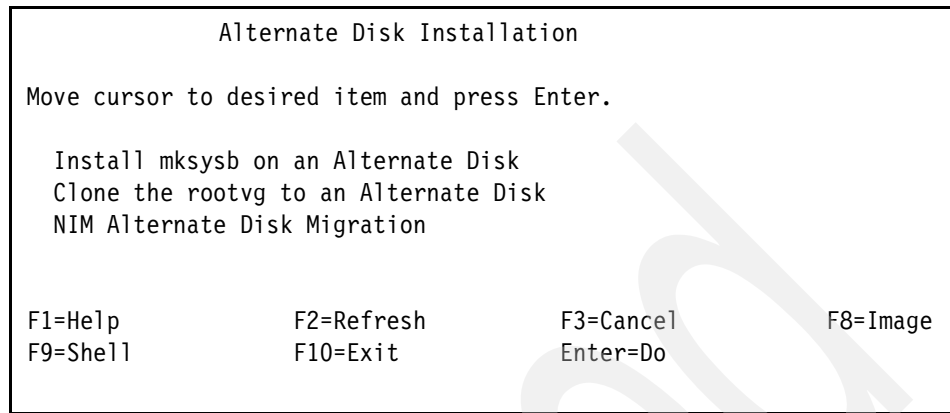 Alternate Disk Installation
Move cursor to desired item and press Enter.
Install mksysb on an Alternate Disk
Clone the rootvg to an Alternate Disk
NIM Alternate Disk Migration
F1=Help F2=Refresh F3=Cancel F8=Image
F9=Shell F10=Exit Enter=Do